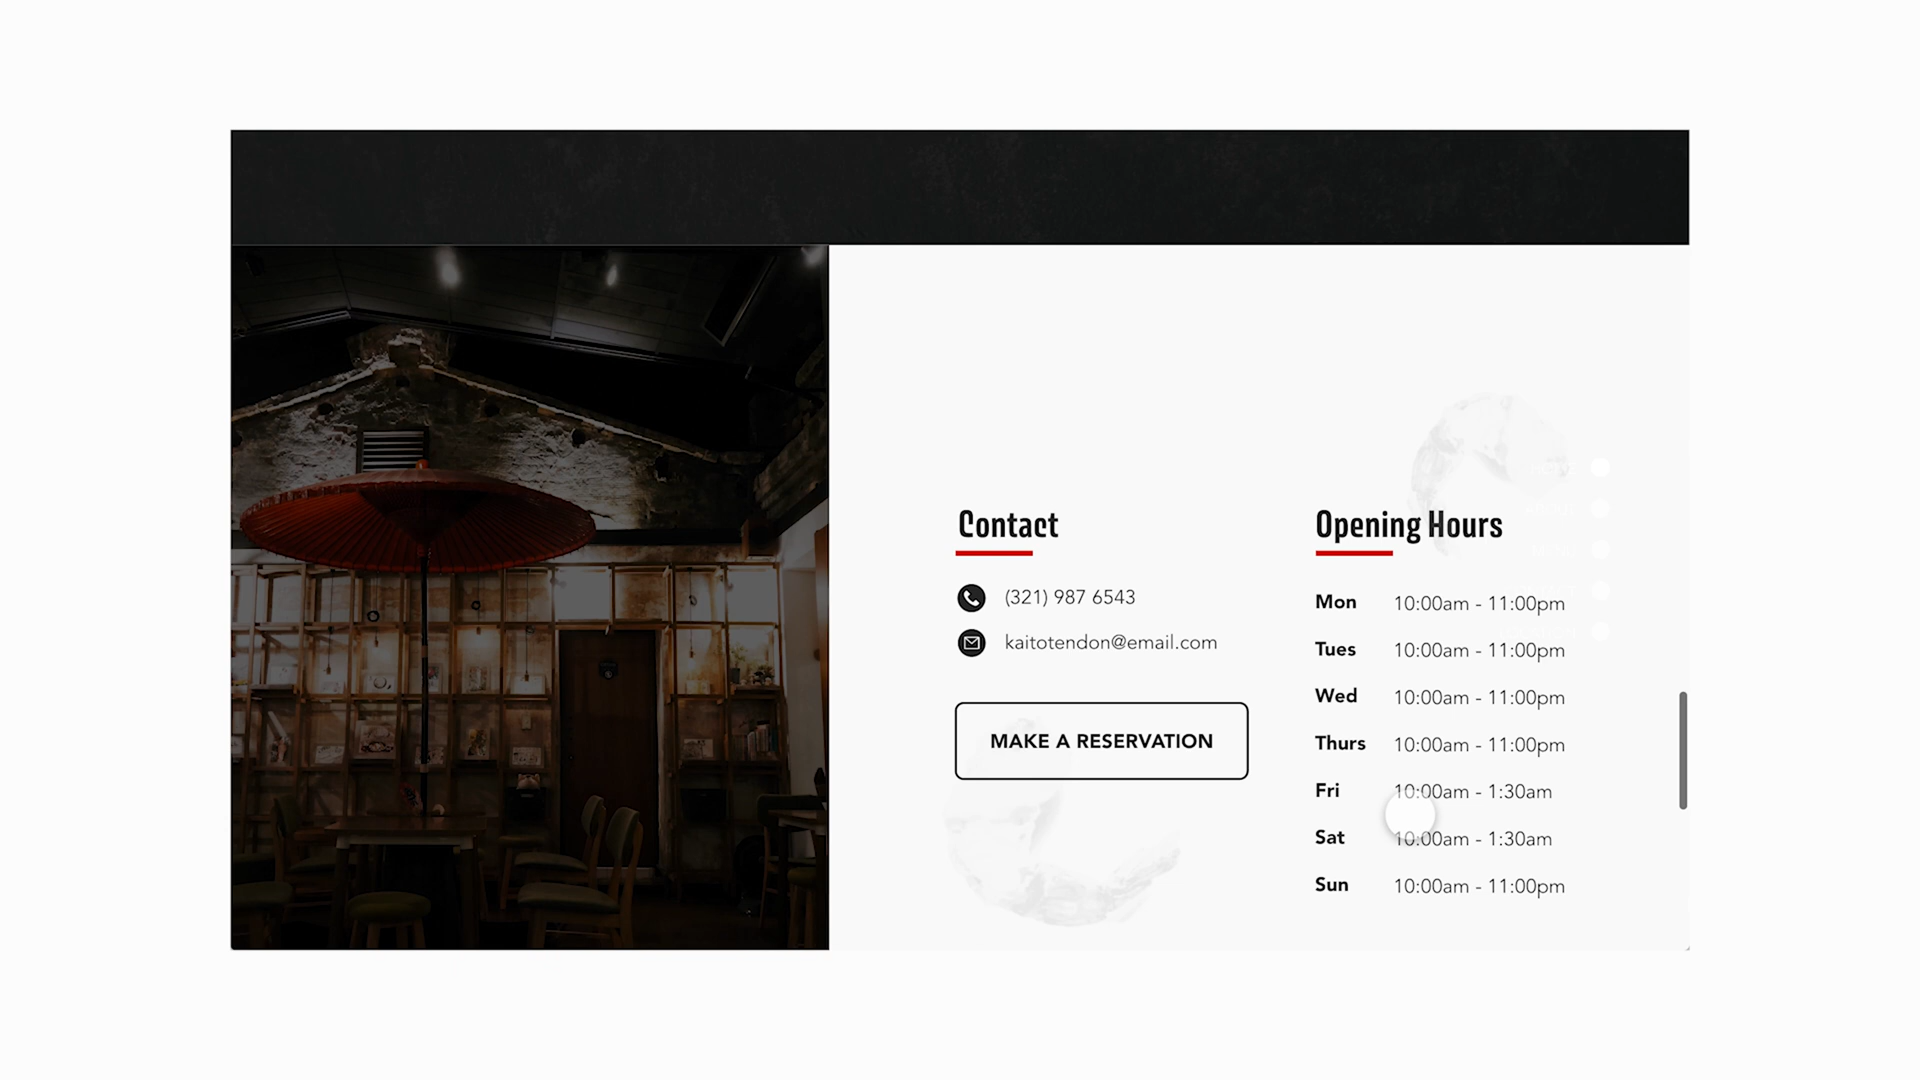 Contact
(321) 987 6543
kaitotendon@email.com
MAKE A RESERVATION
Opening Hours
Mon 10:00am - 11:00pm
Tues 10:00am - 11:00pm
Wed 10:00am - 11:00pm
Thurs 10:00am - 11:00pm
Fri 10:00am - 1:30am
Sat 10:00am - 1:30am
Sun 10:00am - 11:00pm